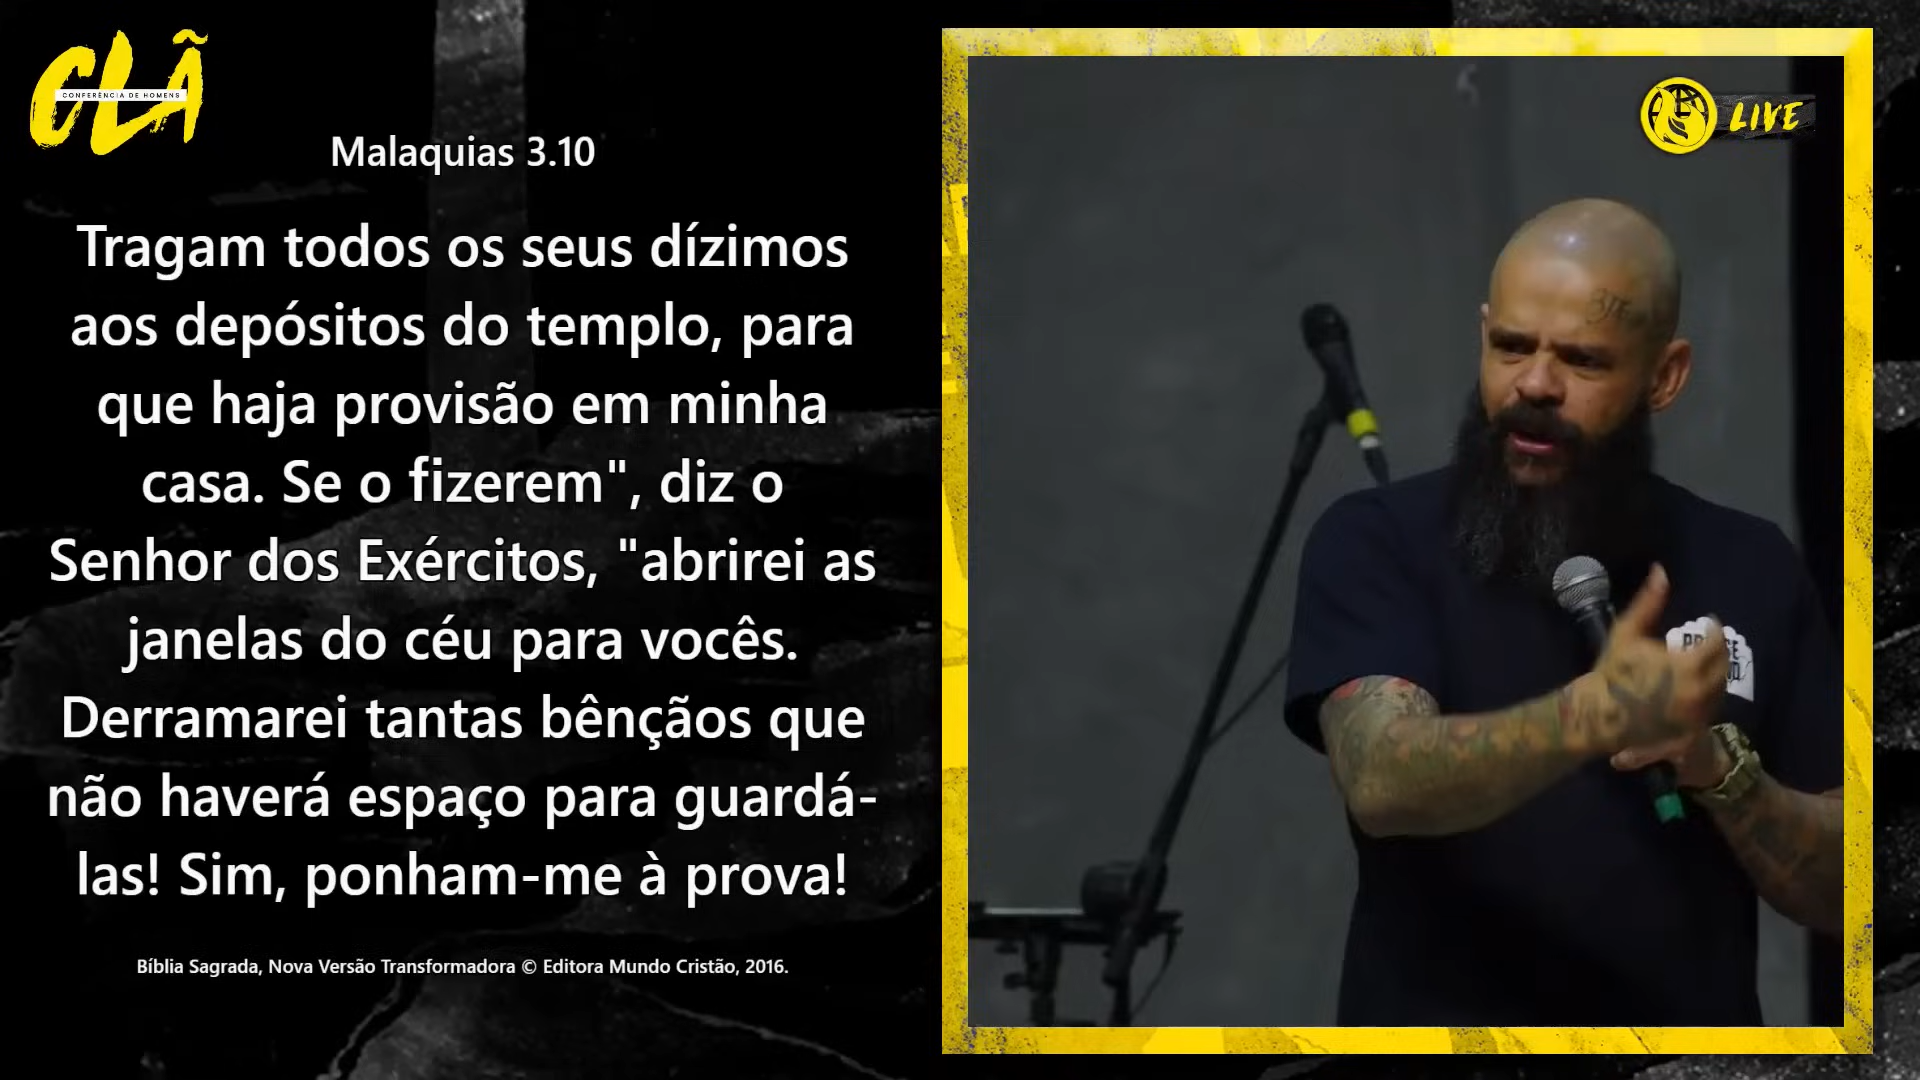 CLÃ
CONFERÊNCIA DE HOMENS
Malaquias 3.10
Tragam todos os seus dízimos
aos depósitos do templo, para
que haja provisão em minha
casa. Se o fizerem", diz o
Senhor dos Exércitos, "abrirei as
janelas do céu para vocês.
Derramarei tantas bênçãos que
não haverá espaço para guardá-
las! Sim, ponham-me à prova!
Bíblia Sagrada, Nova Versão Transformadora © Editora Mundo Cristão, 2016.
LIVE